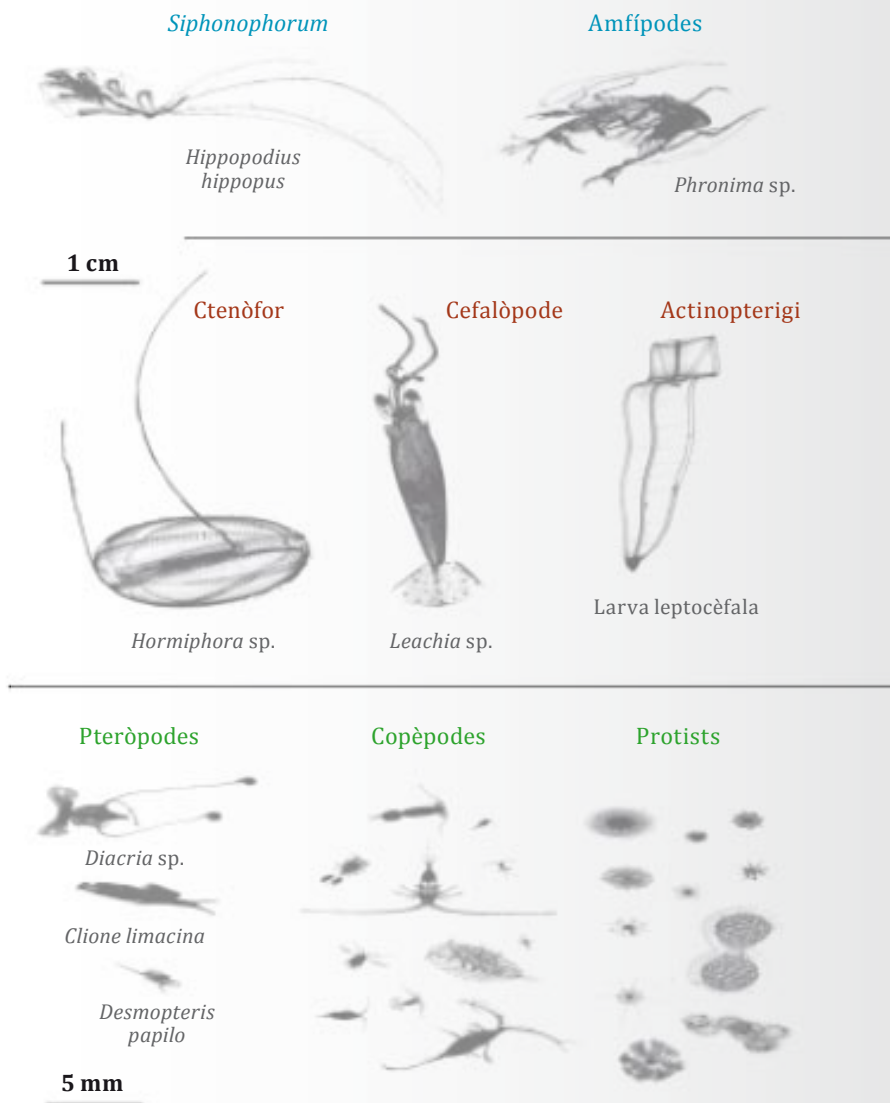 Siphonophorum
Amfípodes
Hippopodius
hippopus
Phronima sp.
1 cm
Ctenòfor
Cefalòpode
Actinopterigi
Larva leptocèfala
Hormiphora sp.
Leachia sp.
Pteròpodes
Copèpodes
Protists
Diacria sp.
Clione limacina
Desmopteris
papilo
5 mm